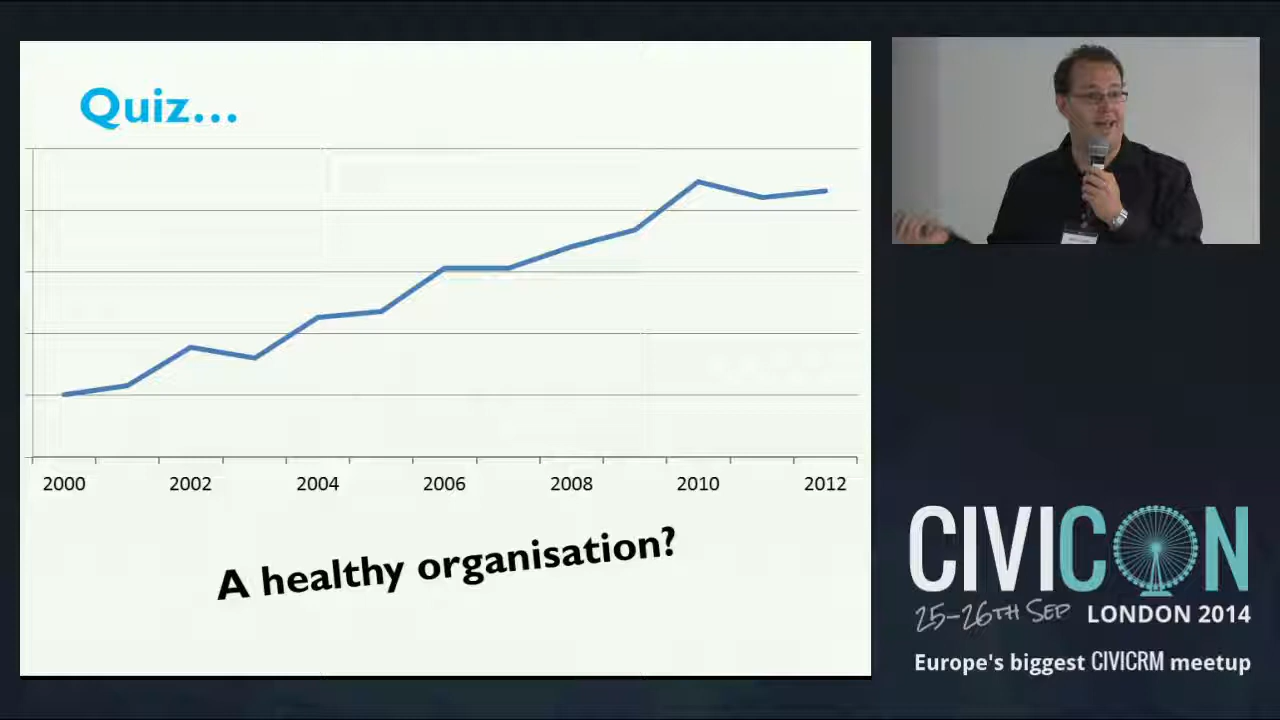 Quiz...
2000 2002 2004 2006 2008 2010 2012
A healthy organisation?
CIVICON
25-26TH SEP LONDON 2014
Europe's biggest CIVICRM meetup